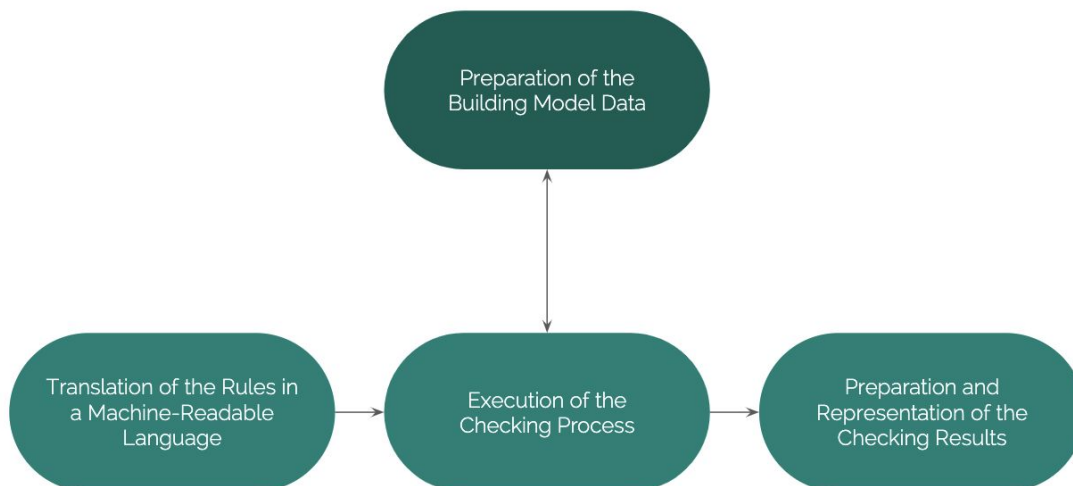 Preparation of the
Building Model Data
Translation of the Rules in
a Machine-Readable
Language
Execution of the
Checking Process
Preparation and
Representation of the
Checking Results